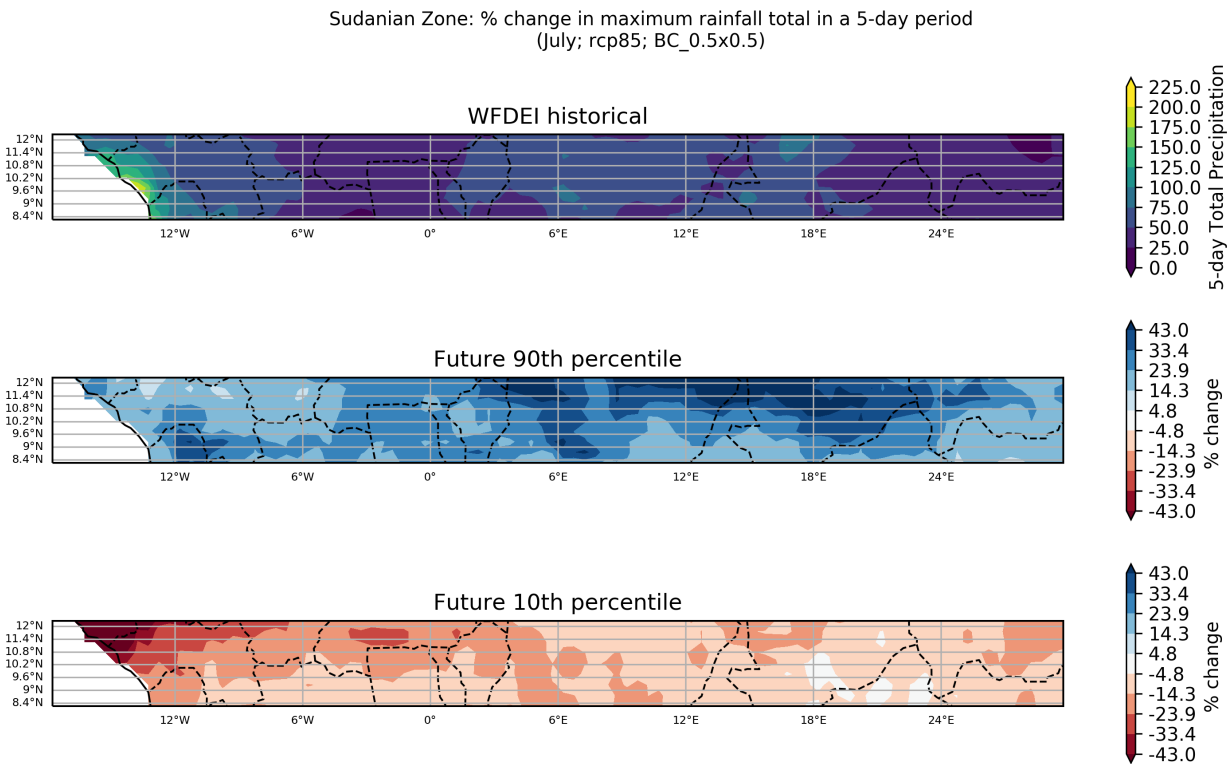 Sudanian Zone: % change in maximum rainfall total in a 5-day period
(July; rcp85; BC_0.5x0.5)
WFDEI historical
12°N
11.4°N
10.8°N
10.2°N
9.6°N
9°N
8.4°N
12°W 6°W 0° 6°E 12°E 18°E 24°E
225.0
200.0
175.0
150.0
125.0
100.0
75.0
50.0
25.0
0.0
5-day Total Precipitation
Future 90th percentile
12°N
11.4°N
10.8°N
10.2°N
9.6°N
9°N
8.4°N
12°W 6°W 0° 6°E 12°E 18°E 24°E
43.0
33.4
23.9
14.3
4.8
-4.8
-14.3
-23.9
-33.4
-43.0
% change
Future 10th percentile
12°N
11.4°N
10.8°N
10.2°N
9.6°N
9°N
8.4°N
12°W 6°W 0° 6°E 12°E 18°E 24°E
43.0
33.4
23.9
14.3
4.8
-4.8
-14.3
-23.9
-33.4
-43.0
% change